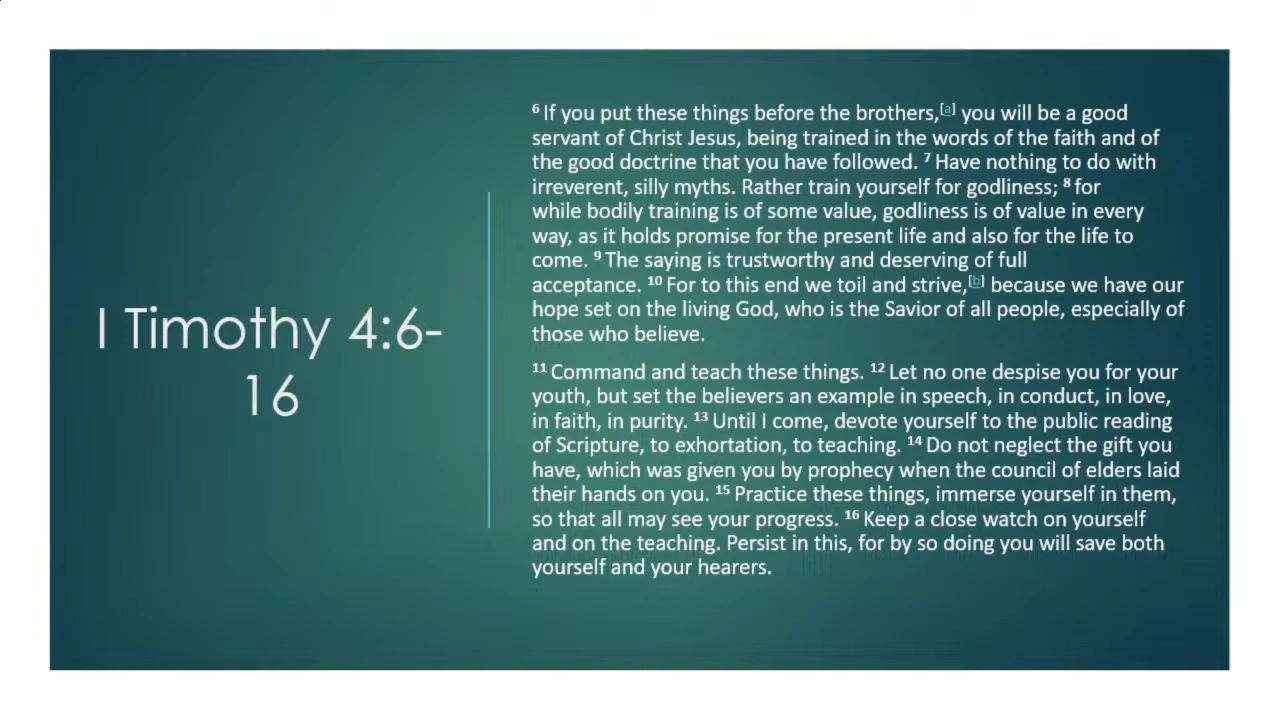 I Timothy 4:6-
16
6 If you put these things before the brothers,[a] you will be a good
servant of Christ Jesus, being trained in the words of the faith and of
the good doctrine that you have followed. 7 Have nothing to do with
irreverent, silly myths. Rather train yourself for godliness; 8 for
while bodily training is of some value, godliness is of value in every
way, as it holds promise for the present life and also for the life to
come. 9 The saying is trustworthy and deserving of full
acceptance. 10 For to this end we toil and strive,[b] because we have our
hope set on the living God, who is the Savior of all people, especially of
those who believe.
11 Command and teach these things. 12 Let no one despise you for your
youth, but set the believers an example in speech, in conduct, in love,
in faith, in purity. 13 Until I come, devote yourself to the public reading
of Scripture, to exhortation, to teaching. 14 Do not neglect the gift you
have, which was given you by prophecy when the council of elders laid
their hands on you. 15 Practice these things, immerse yourself in them,
so that all may see your progress. 16 Keep a close watch on yourself
and on the teaching. Persist in this, for by so doing you will save both
yourself and your hearers.